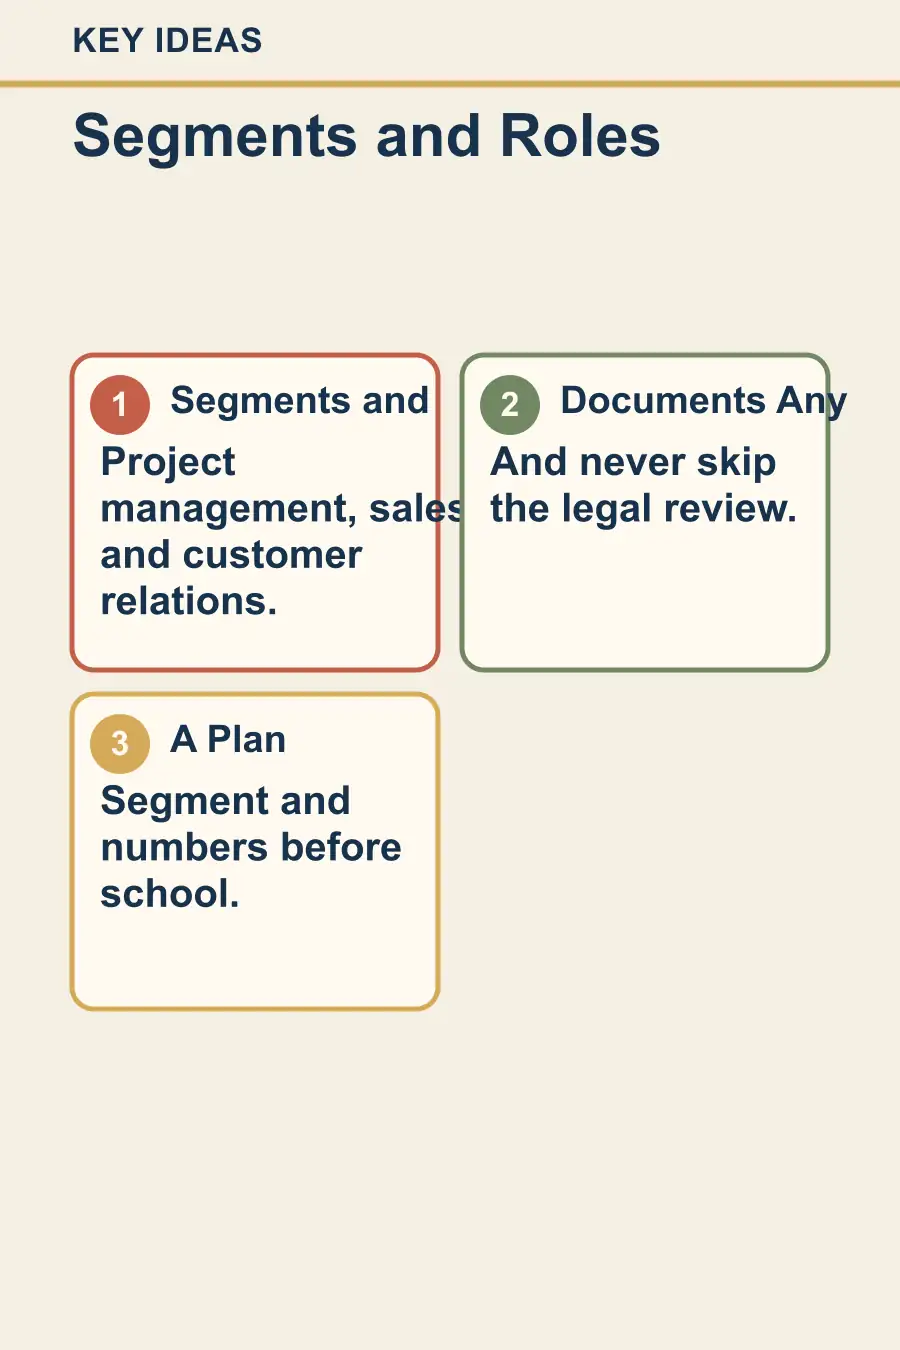 KEY IDEAS
Segments and Roles
1
Segments and
Project
management, sales
and customer
relations.
2
Documents Any
And never skip
the legal review.
3
A Plan
Segment and
numbers before
school.